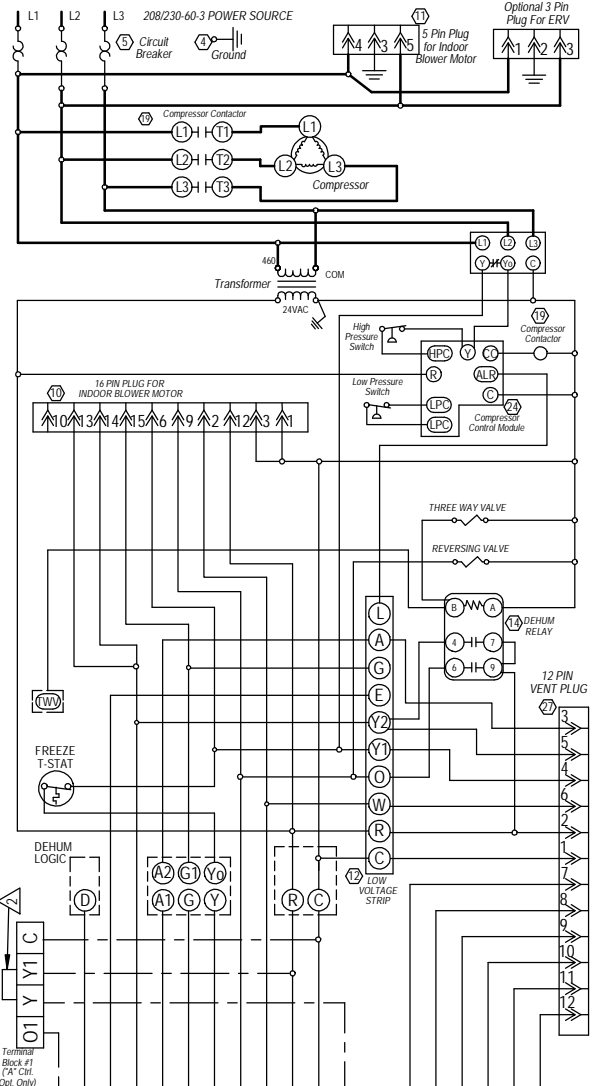 L1 L2 L3 208/230-60-3 POWER SOURCE
5 Circuit
Breaker
4
Ground
11
4 3 5
5 Pin Plug
for Indoor
Blower Motor
Optional 3 Pin
Plug For ERV
1 2 3
19
Compressor Contactor
L1 T1
L2 T2
L3 T3
L1
L2 L3
Compressor
L1 L2 L3
Y Yo C
460 COM
Transformer
24VAC
19
Compressor
Contactor
High
Pressure
Switch
HPC Y CO
R ALR
Low Pressure
Switch
LPC C
LPC
24
Compressor
Control Module
10
16 PIN PLUG FOR
INDOOR BLOWER MOTOR
10 13 14 15 6 9 2 12 3 1
THREE WAY VALVE
REVERSING VALVE
B A
4 7
6 9
14 DEHUM
RELAY
L
A
G
E
Y2
Y1
O
W
R
C
12
LOW
VOLTAGE
STRIP
12 PIN
VENT PLUG
27
3
5
4
6
2
1
7
8
9
10
11
12
TWV
FREEZE
T-STAT
DEHUM
LOGIC
D
A2 G1 Yo
A1 G Y
R C
2
C
Y1
Y
O1
Terminal
Block #1
("A" Ctrl.
Opt. Only)